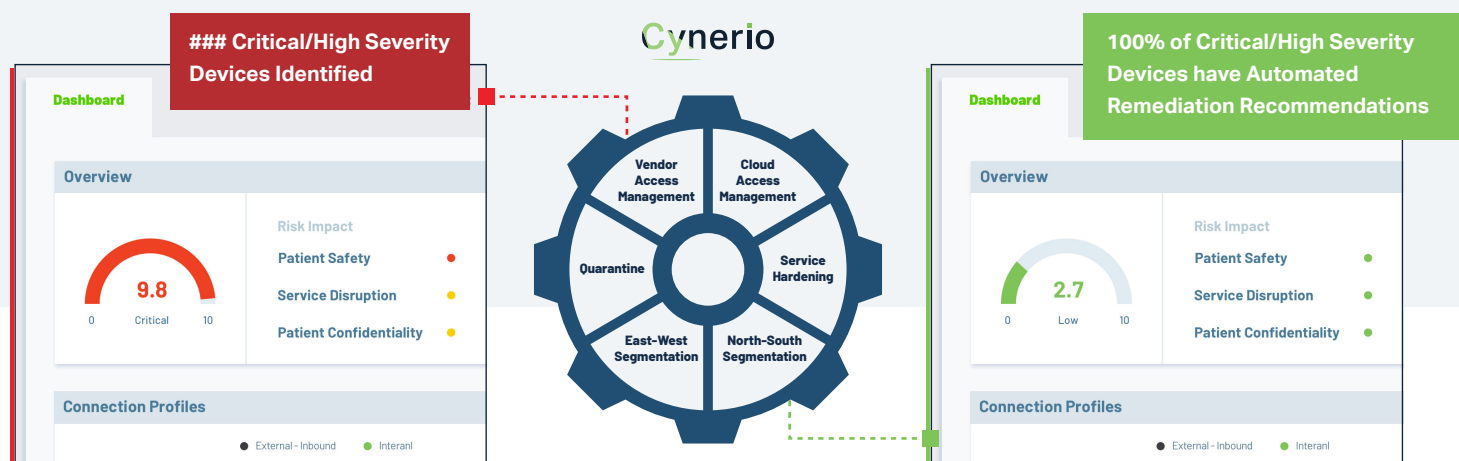 ### Critical/High Severity
Devices Identified
Dashboard
Overview
9.8
0
Critical
10
Risk Impact
Patient Safety
Service Disruption
Patient Confidentiality
Connection Profiles
External - Inbound
Interanl
Cynerio
Vendor
Access
Management
Cloud
Access
Management
Quarantine
Service
Hardening
East-West
Segmentation
North-South
Segmentation
100% of Critical/High Severity
Devices have Automated
Remediation Recommendations
Dashboard
Overview
2.7
0
Low
10
Risk Impact
Patient Safety
Service Disruption
Patient Confidentiality
Connection Profiles
External - Inbound
Interanl